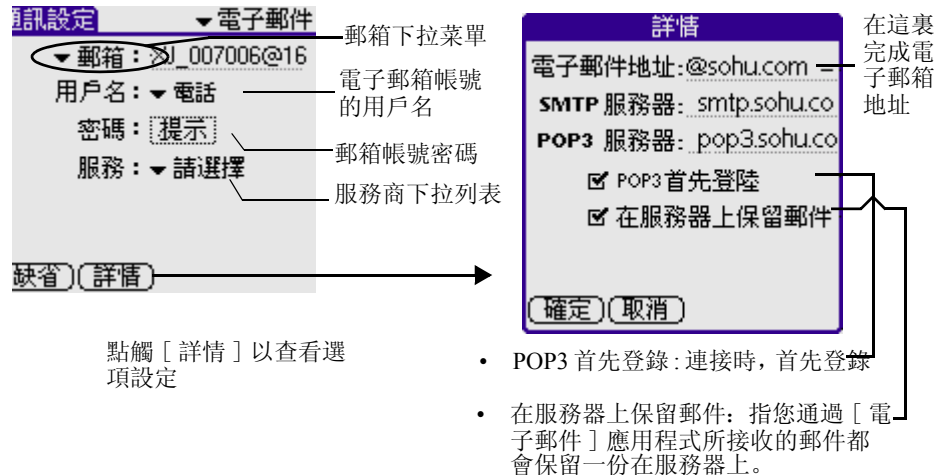 通訊設定 ▼電子郵件
▼ 郵箱：XJ_007006@16
用戶名：▼ 電話
密碼：提示
服務：▼ 請選擇
缺省 詳情
郵箱下拉菜單
電子郵箱帳號
的用戶名
郵箱帳號密碼
服務商下拉列表
點觸［詳情］以查看選
項設定
詳情
電子郵件地址:@sohu.com
SMTP 服務器: smtp.sohu.co
POP3 服務器: pop3.sohu.co
POP3首先登陸
在服務器上保留郵件
確定 取消
在這裏
完成電
子郵箱
地址
• POP3 首先登錄：連接時，首先登錄
• 在服務器上保留郵件：指您通過［電
子郵件］應用程式所接收的郵件都
會保留一份在服務器上。